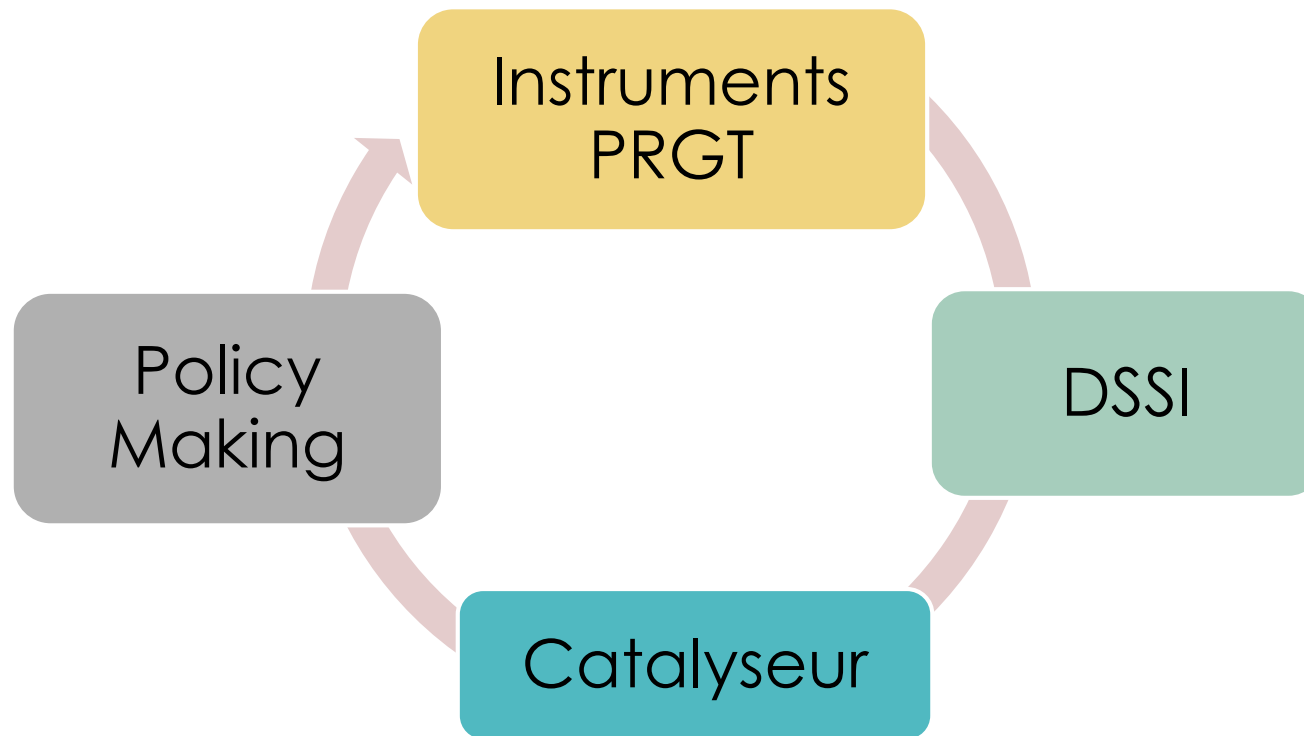 Instruments
PRGT
DSSI
Catalyseur
Policy
Making